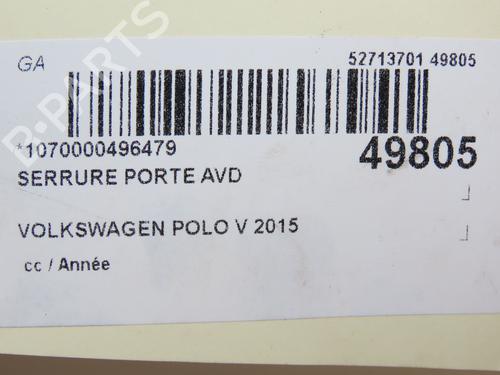 GA
52713701 49805
*1070000496479
49805
SERRURE PORTE AVD
VOLKSWAGEN POLO V 2015
cc / Année
B-PARTS